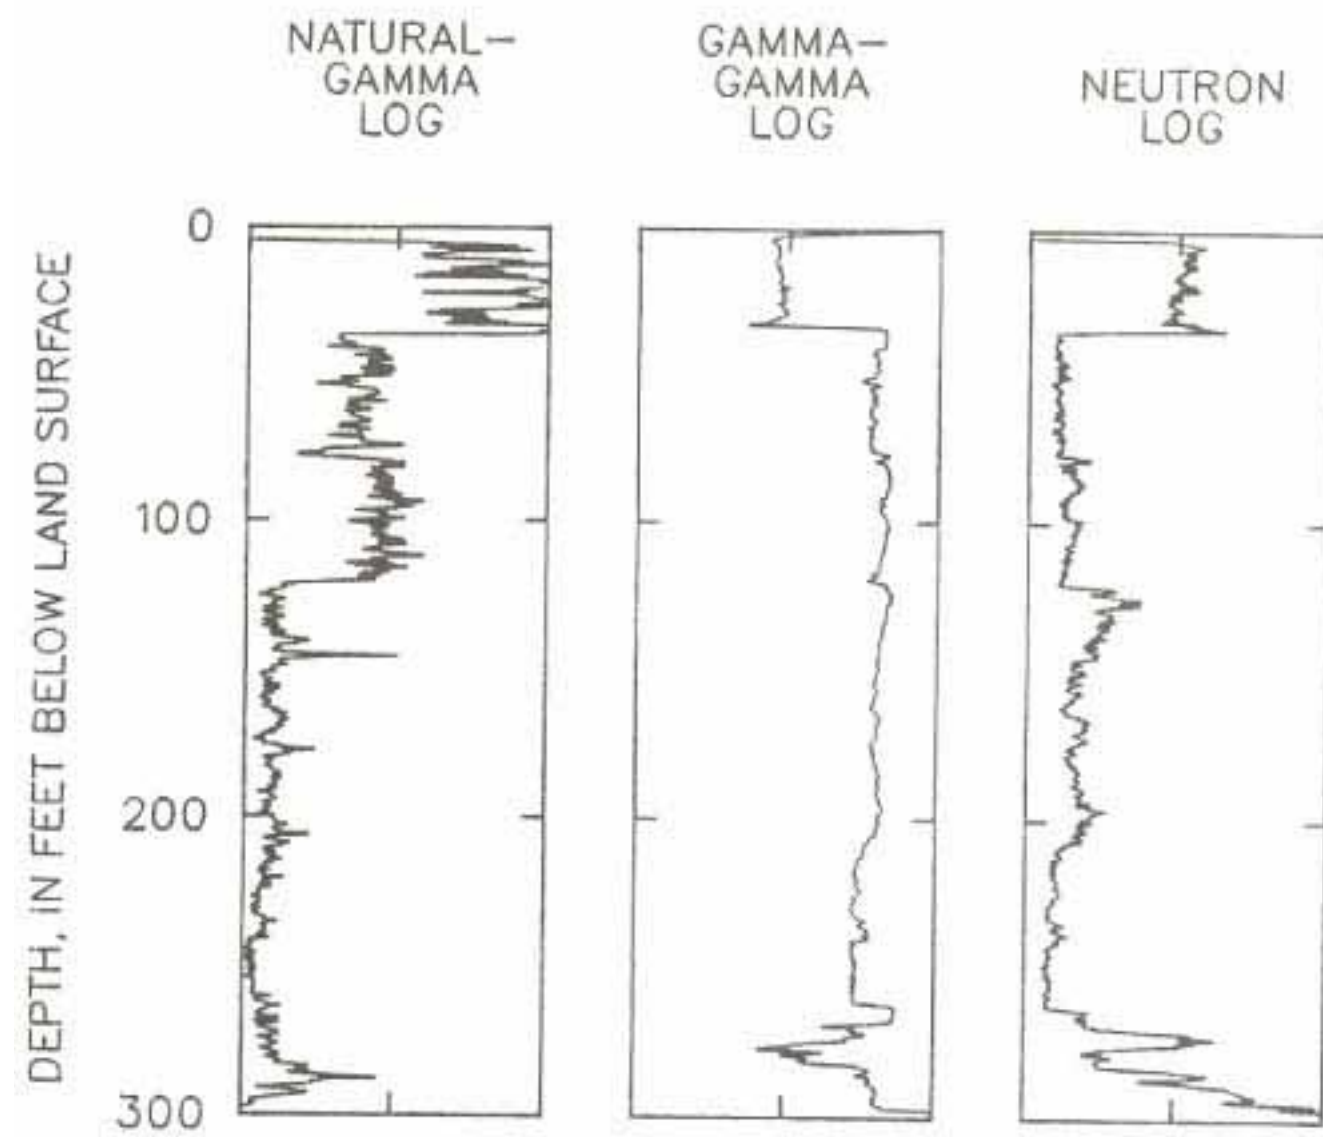 NATURAL-
GAMMA
LOG
GAMMA-
GAMMA
LOG
NEUTRON
LOG
DEPTH, IN FEET BELOW LAND SURFACE
0
100
200
300